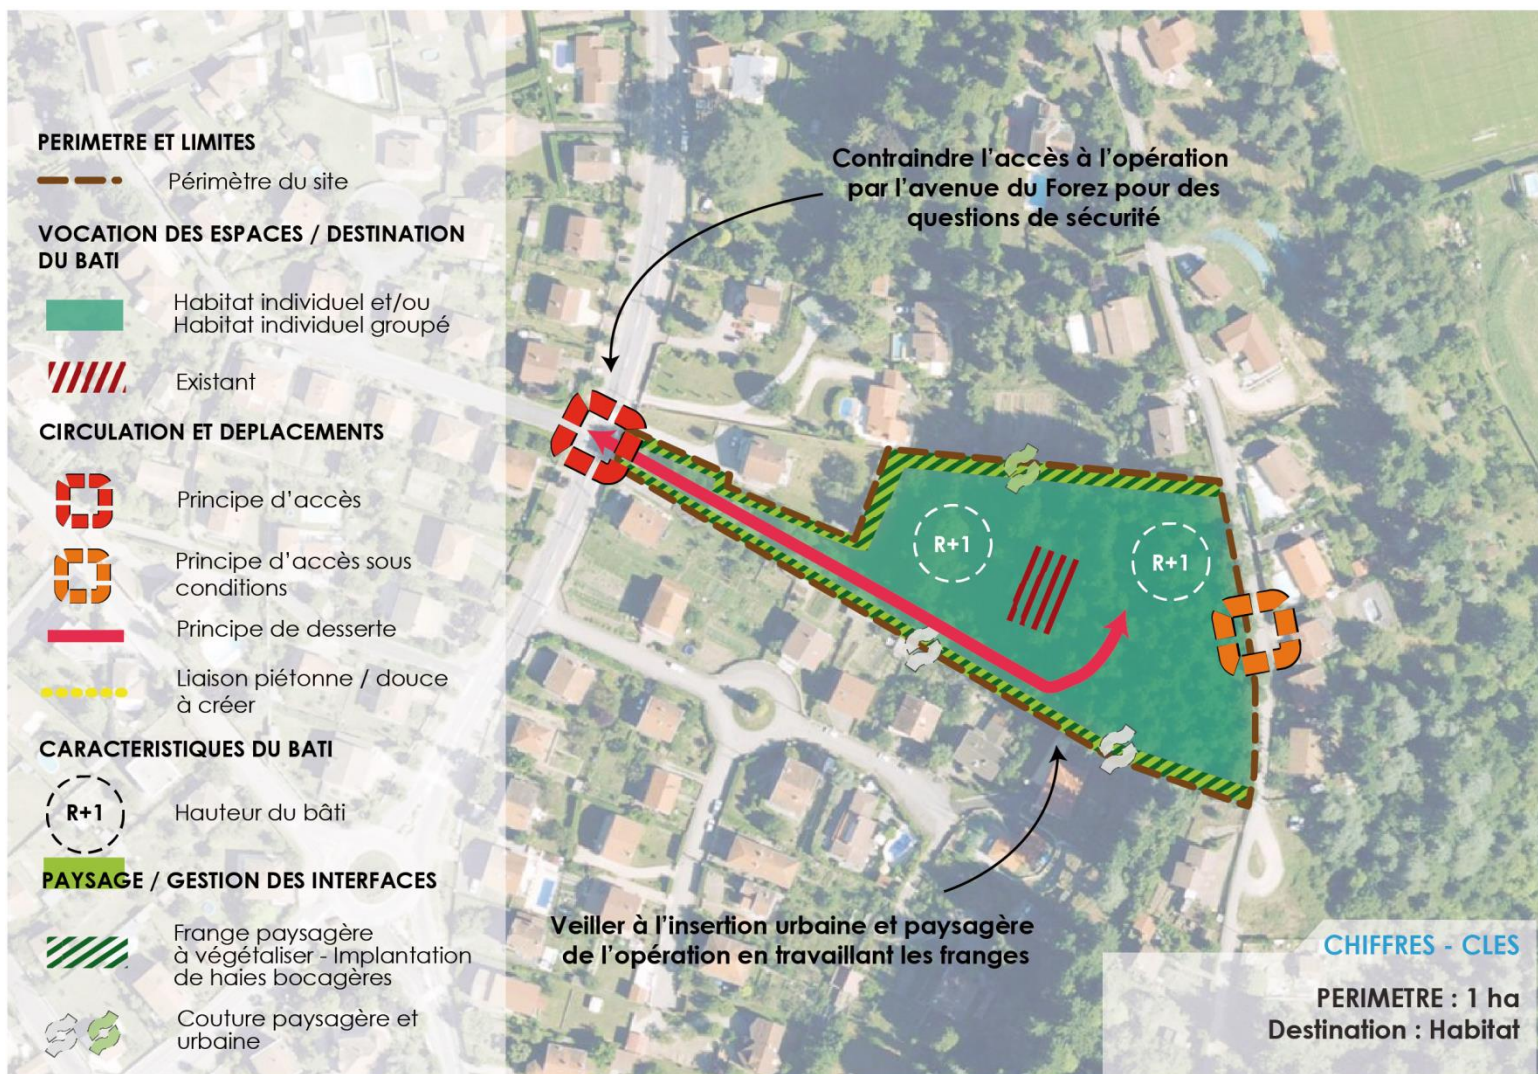 PERIMETRE ET LIMITES
Périmètre du site
VOCATION DES ESPACES / DESTINATION
DU BATI
Habitat individuel et/ou
Habitat individuel groupé
Existant
CIRCULATION ET DEPLACEMENTS
Principe d'accès
Principe d'accès sous
conditions
Principe de desserte
Liaison piétonne / douce
à créer
CARACTERISTIQUES DU BATI
R+1
Hauteur du bâti
PAYSAGE / GESTION DES INTERFACES
Frange paysagère
à végétaliser - Implantation
de haies bocagères
Couture paysagère et
urbaine
Contraindre l'accès à l'opération
par l'avenue du Forez pour des
questions de sécurité
R+1
R+1
Veiller à l'insertion urbaine et paysagère
de l'opération en travaillant les franges
CHIFFRES - CLES
PERIMETRE : 1 ha
Destination : Habitat